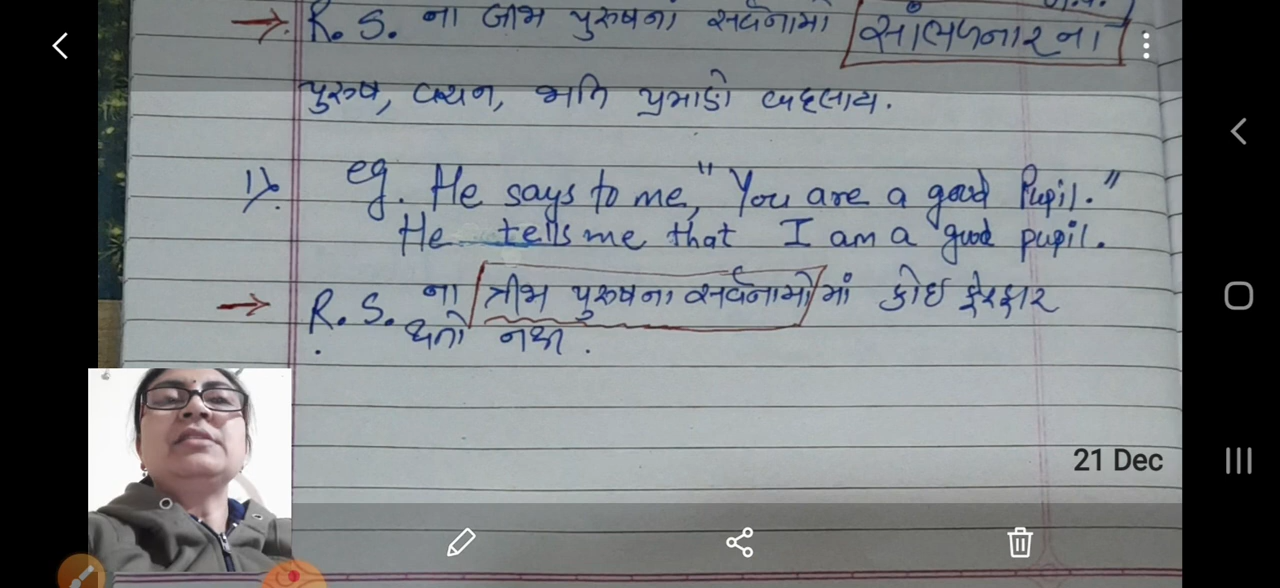 → R. S. ના બીજા પુરુષના સર્વનામો સાંભળનારના
પુરુષ, વચન, જાતિ પ્રમાણે બદલાય.
1) eg. He says to me, "You are a good Pupil."
He tells me that I am a good pupil.
→ R. S. ના ત્રીજા પુરુષના સર્વનામોમાં કોઈ ફેરફાર
થતો નથી.
21 Dec